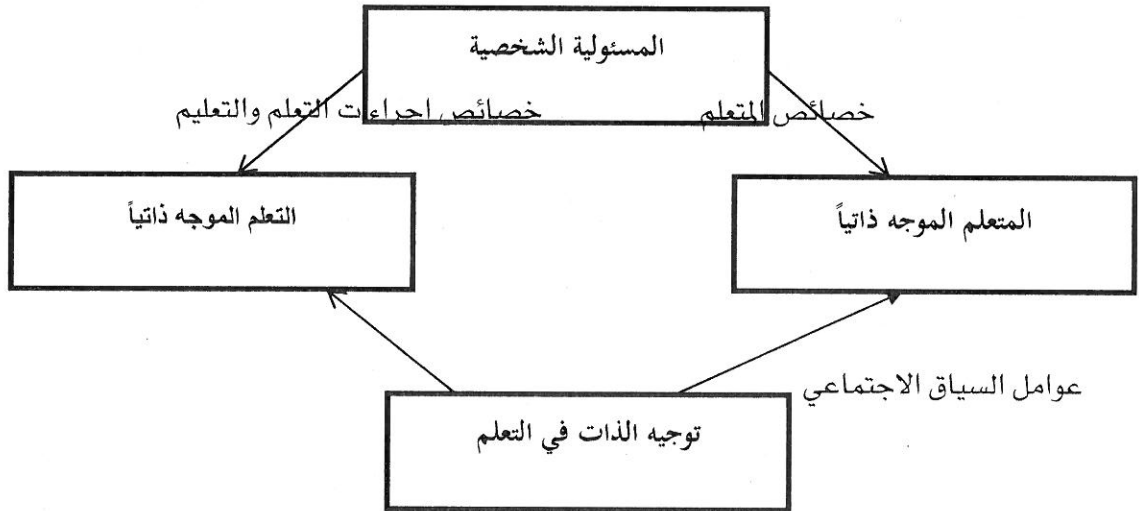 المسئولية الشخصية
خصائص المتعلم
خصائص احراءات التعلم والتعليم
المتعلم الموجه ذاتياً
التعلم الموجه ذاتياً
عوامل السياق الاجتماعي
توجيه الذات في التعلم